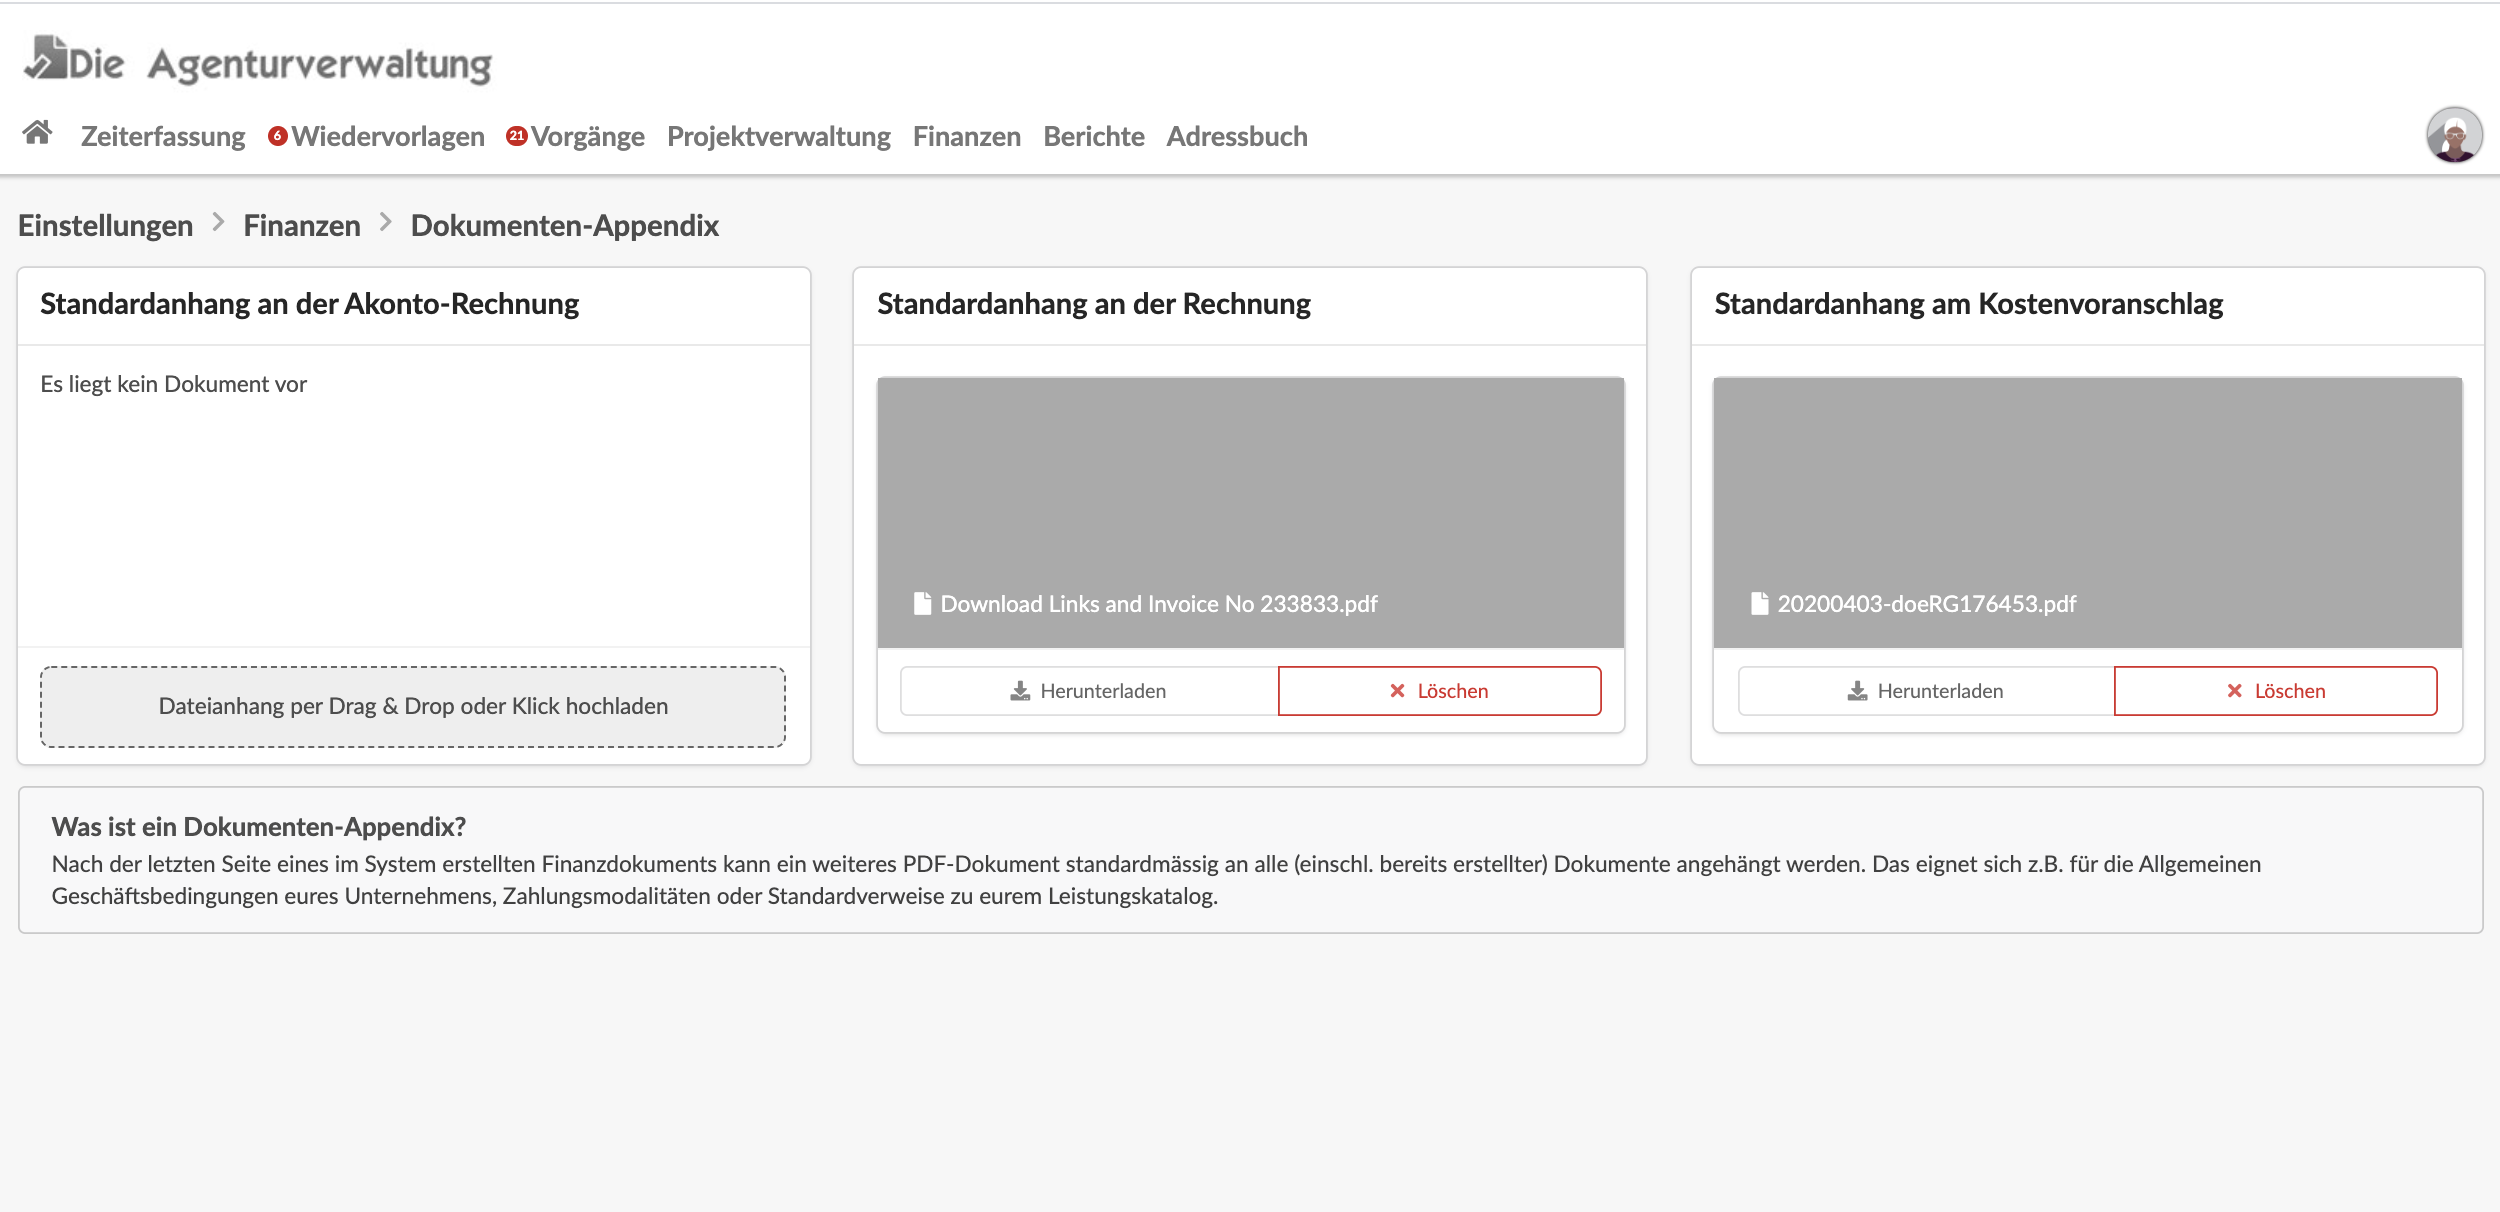 Die Agenturverwaltung
Zeiterfassung 6 Wiedervorlagen 21 Vorgänge Projektverwaltung Finanzen Berichte Adressbuch
Einstellungen > Finanzen > Dokumenten-Appendix
Standardanhang an der Akonto-Rechnung
Es liegt kein Dokument vor
Dateianhang per Drag & Drop oder Klick hochladen
Standardanhang an der Rechnung
Download Links and Invoice No 233833.pdf
Herunterladen
Löschen
Standardanhang am Kostenvoranschlag
20200403-doeRG176453.pdf
Herunterladen
Löschen
Was ist ein Dokumenten-Appendix?
Nach der letzten Seite eines im System erstellten Finanzdokuments kann ein weiteres PDF-Dokument standardmässig an alle (einschl. bereits erstellter) Dokumente angehängt werden. Das eignet sich z.B. für die Allgemeinen
Geschäftsbedingungen eures Unternehmens, Zahlungsmodalitäten oder Standardverweise zu eurem Leistungskatalog.